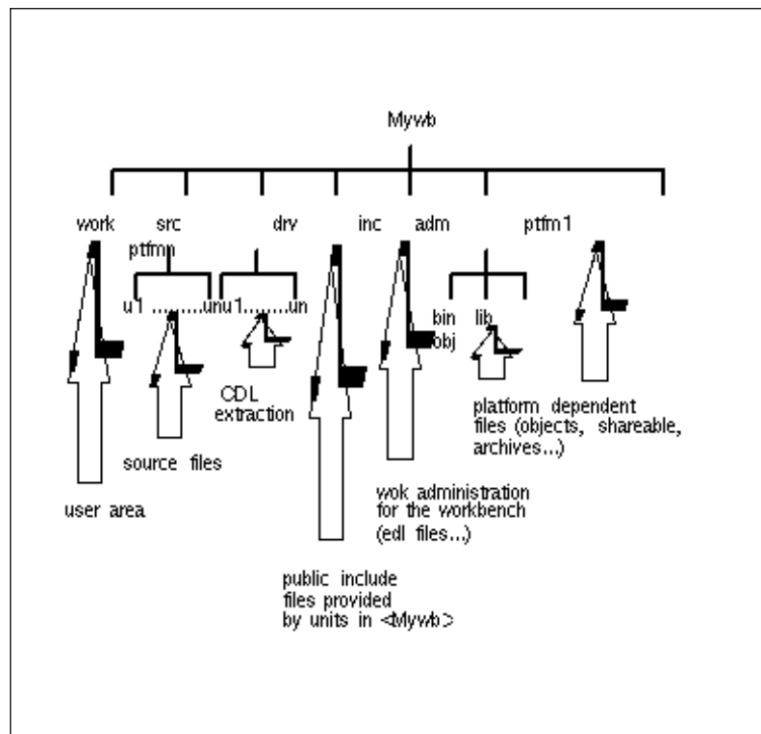 Mywb
work src drv inc adm ptfm1
ptfmn
u1 .........un u1.......un
bin lib
obj
CDL
extraction
platform dependent
files (objects, shareable,
archives...)
source files
wok administration
for the workbench
(edl files...)
user area
public include
files provided
by units in <Mywb>